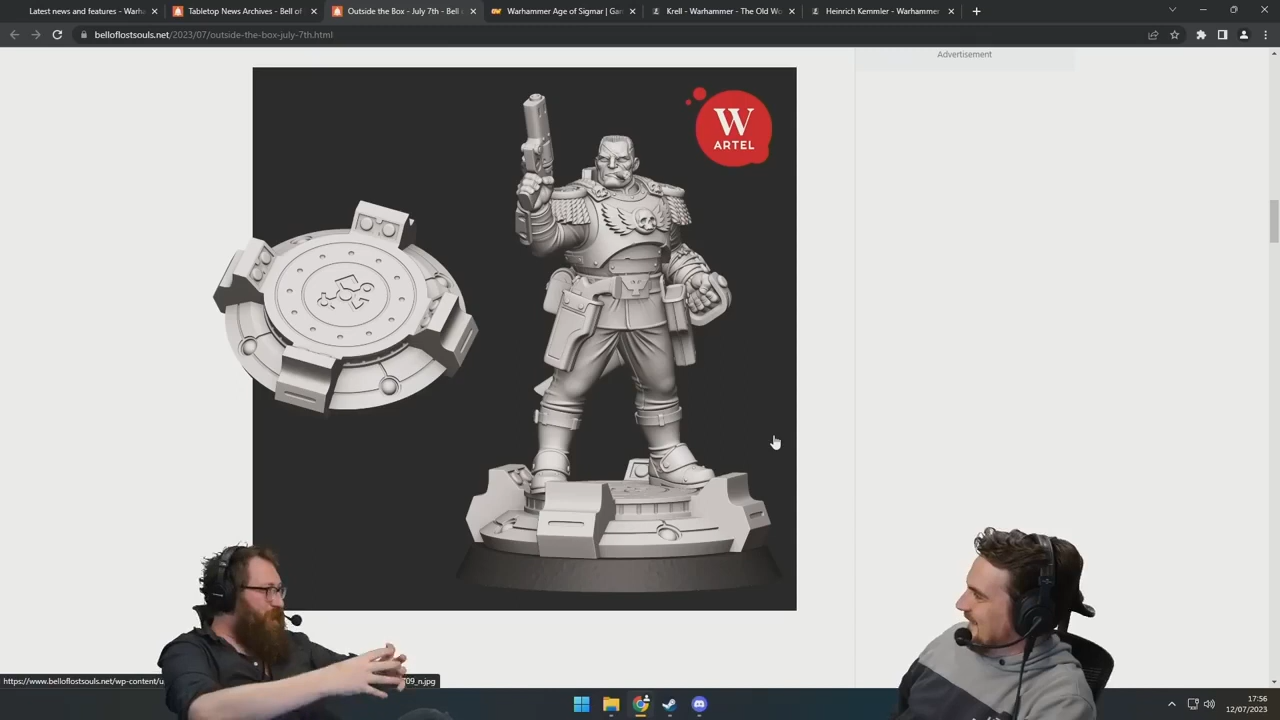 Latest news and features - Warha
Tabletop News Archives - Bell of
Outside the Box - July 7th - Bell
Warhammer Age of Sigmar | Gam
Krell - Warhammer - The Old Wo
Heinrich Kemmler - Warhammer
belloflostsouls.net/2023/07/outside-the-box-july-7th.html
Advertisement
W
ARTEL
https://www.belloflostsouls.net/wp-content/u
09_n.jpg
17:56
12/07/2023